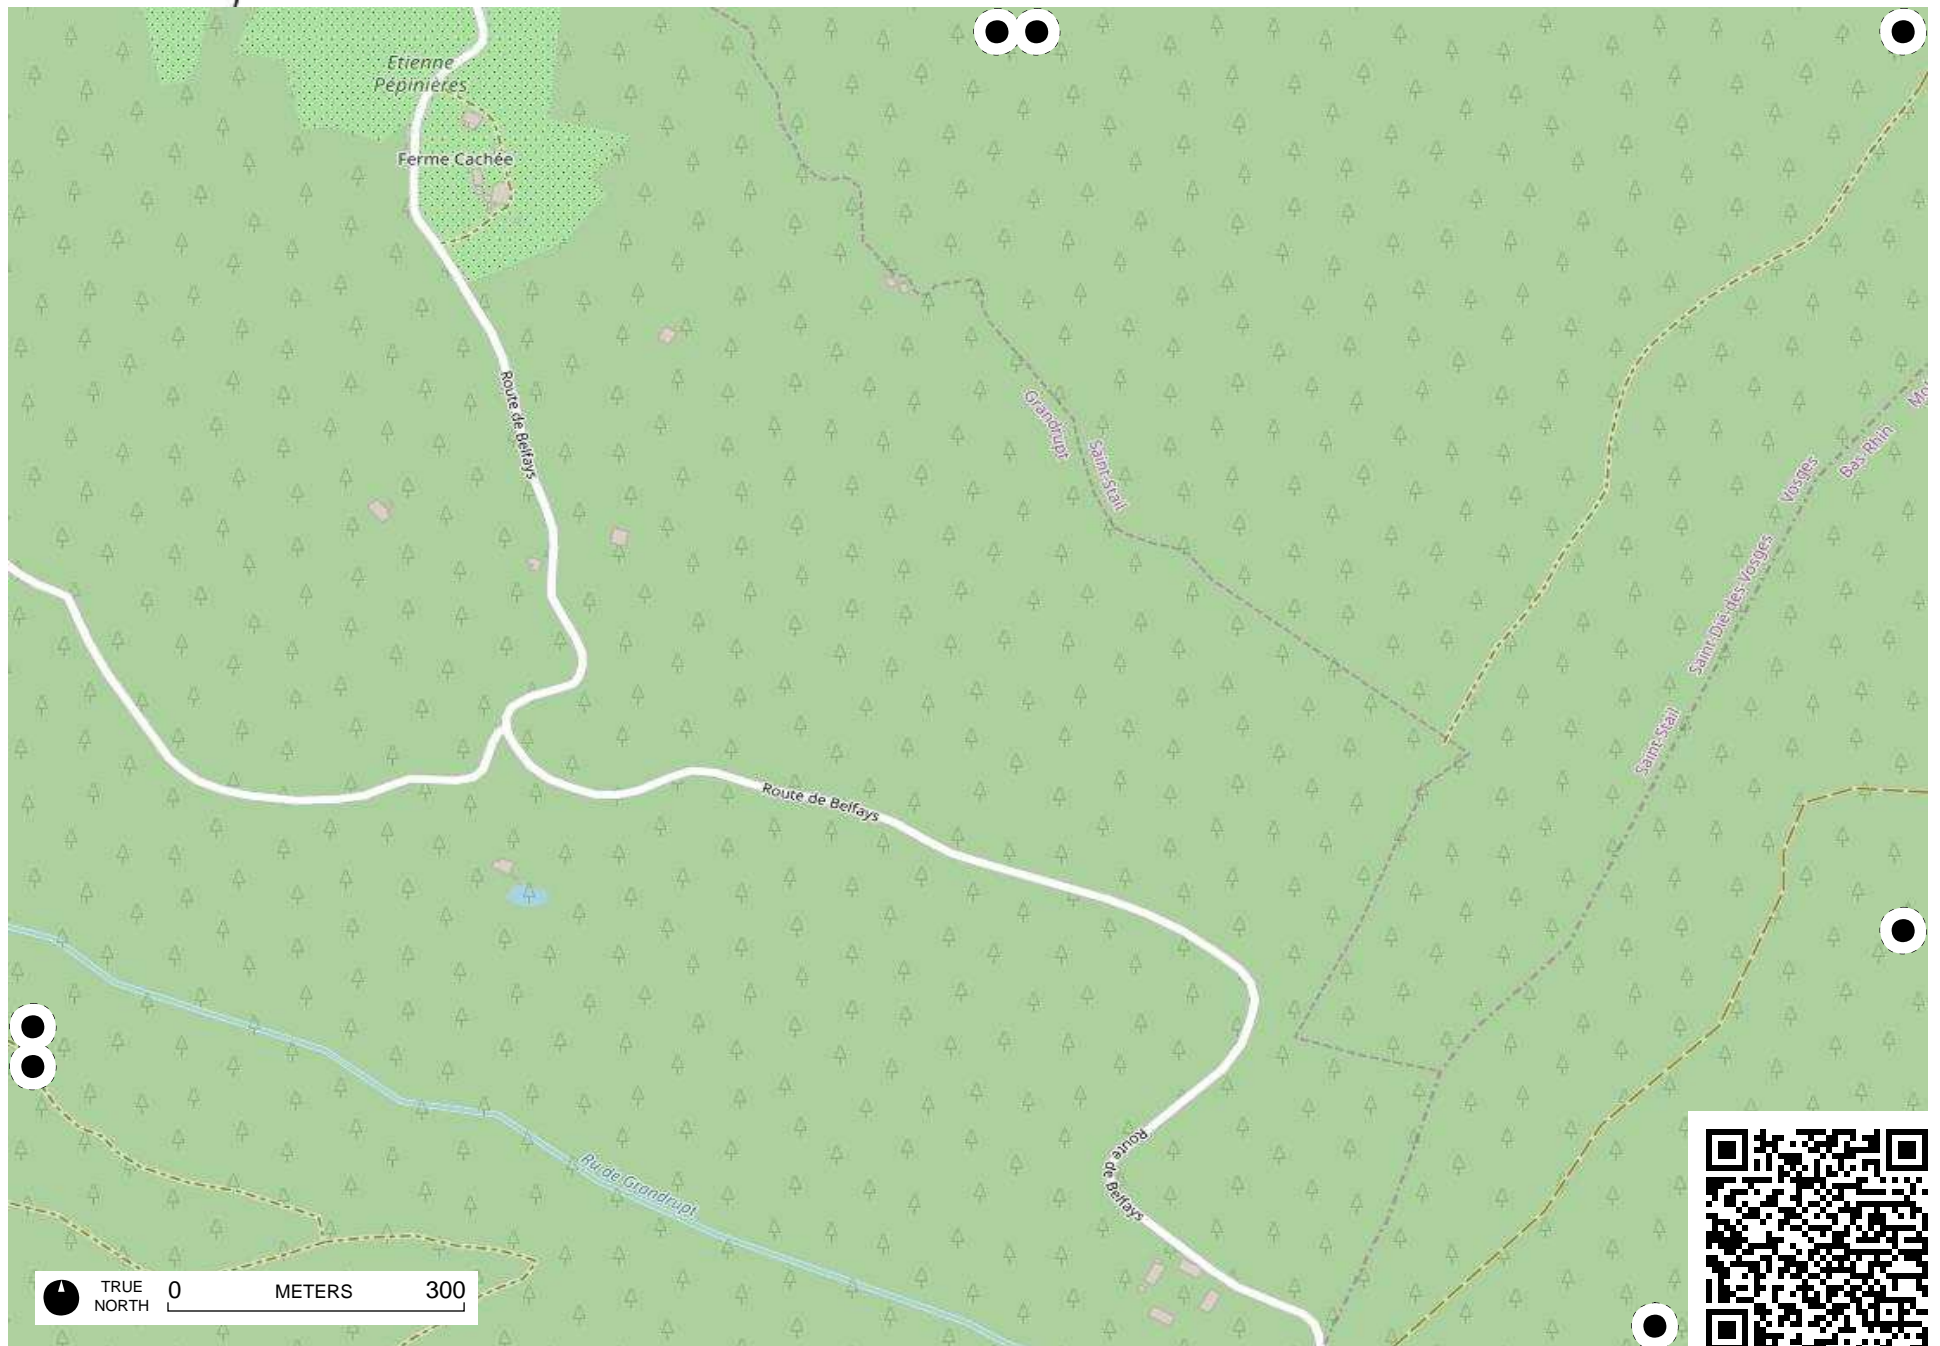 Etienne
Pépinières
Ferme Cachée
Route de Belfays
Grandrupt
Saint-Stail
Vosges
Bas-Rhin
Saint-Dié-des-Vosges
Saint-Stail
Route de Belfays
Route de Belfays
Ru de Grandrupt
TRUE
NORTH
0 METERS 300